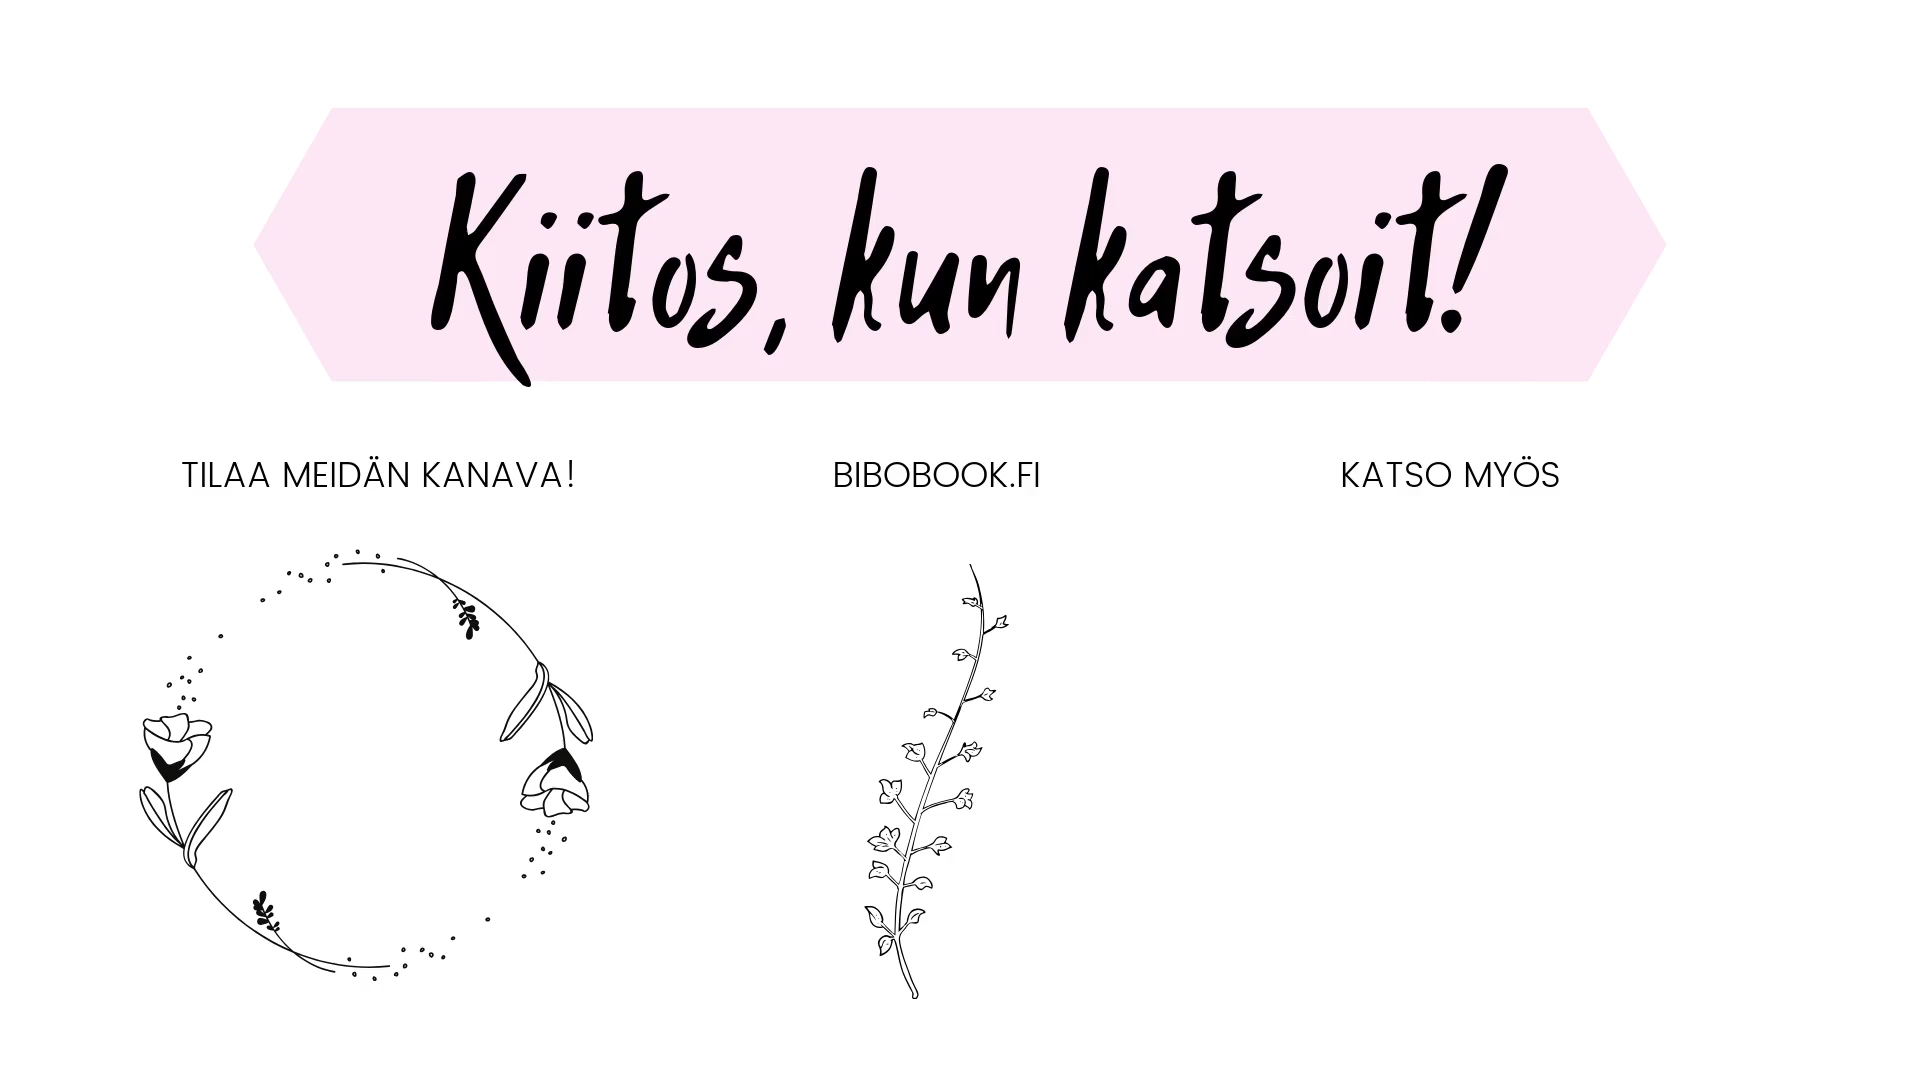 Kiitos, kun katsoit!
TILAA MEIDÄN KANAVA!
BIBOBOOK.FI
KATSO MYÖS